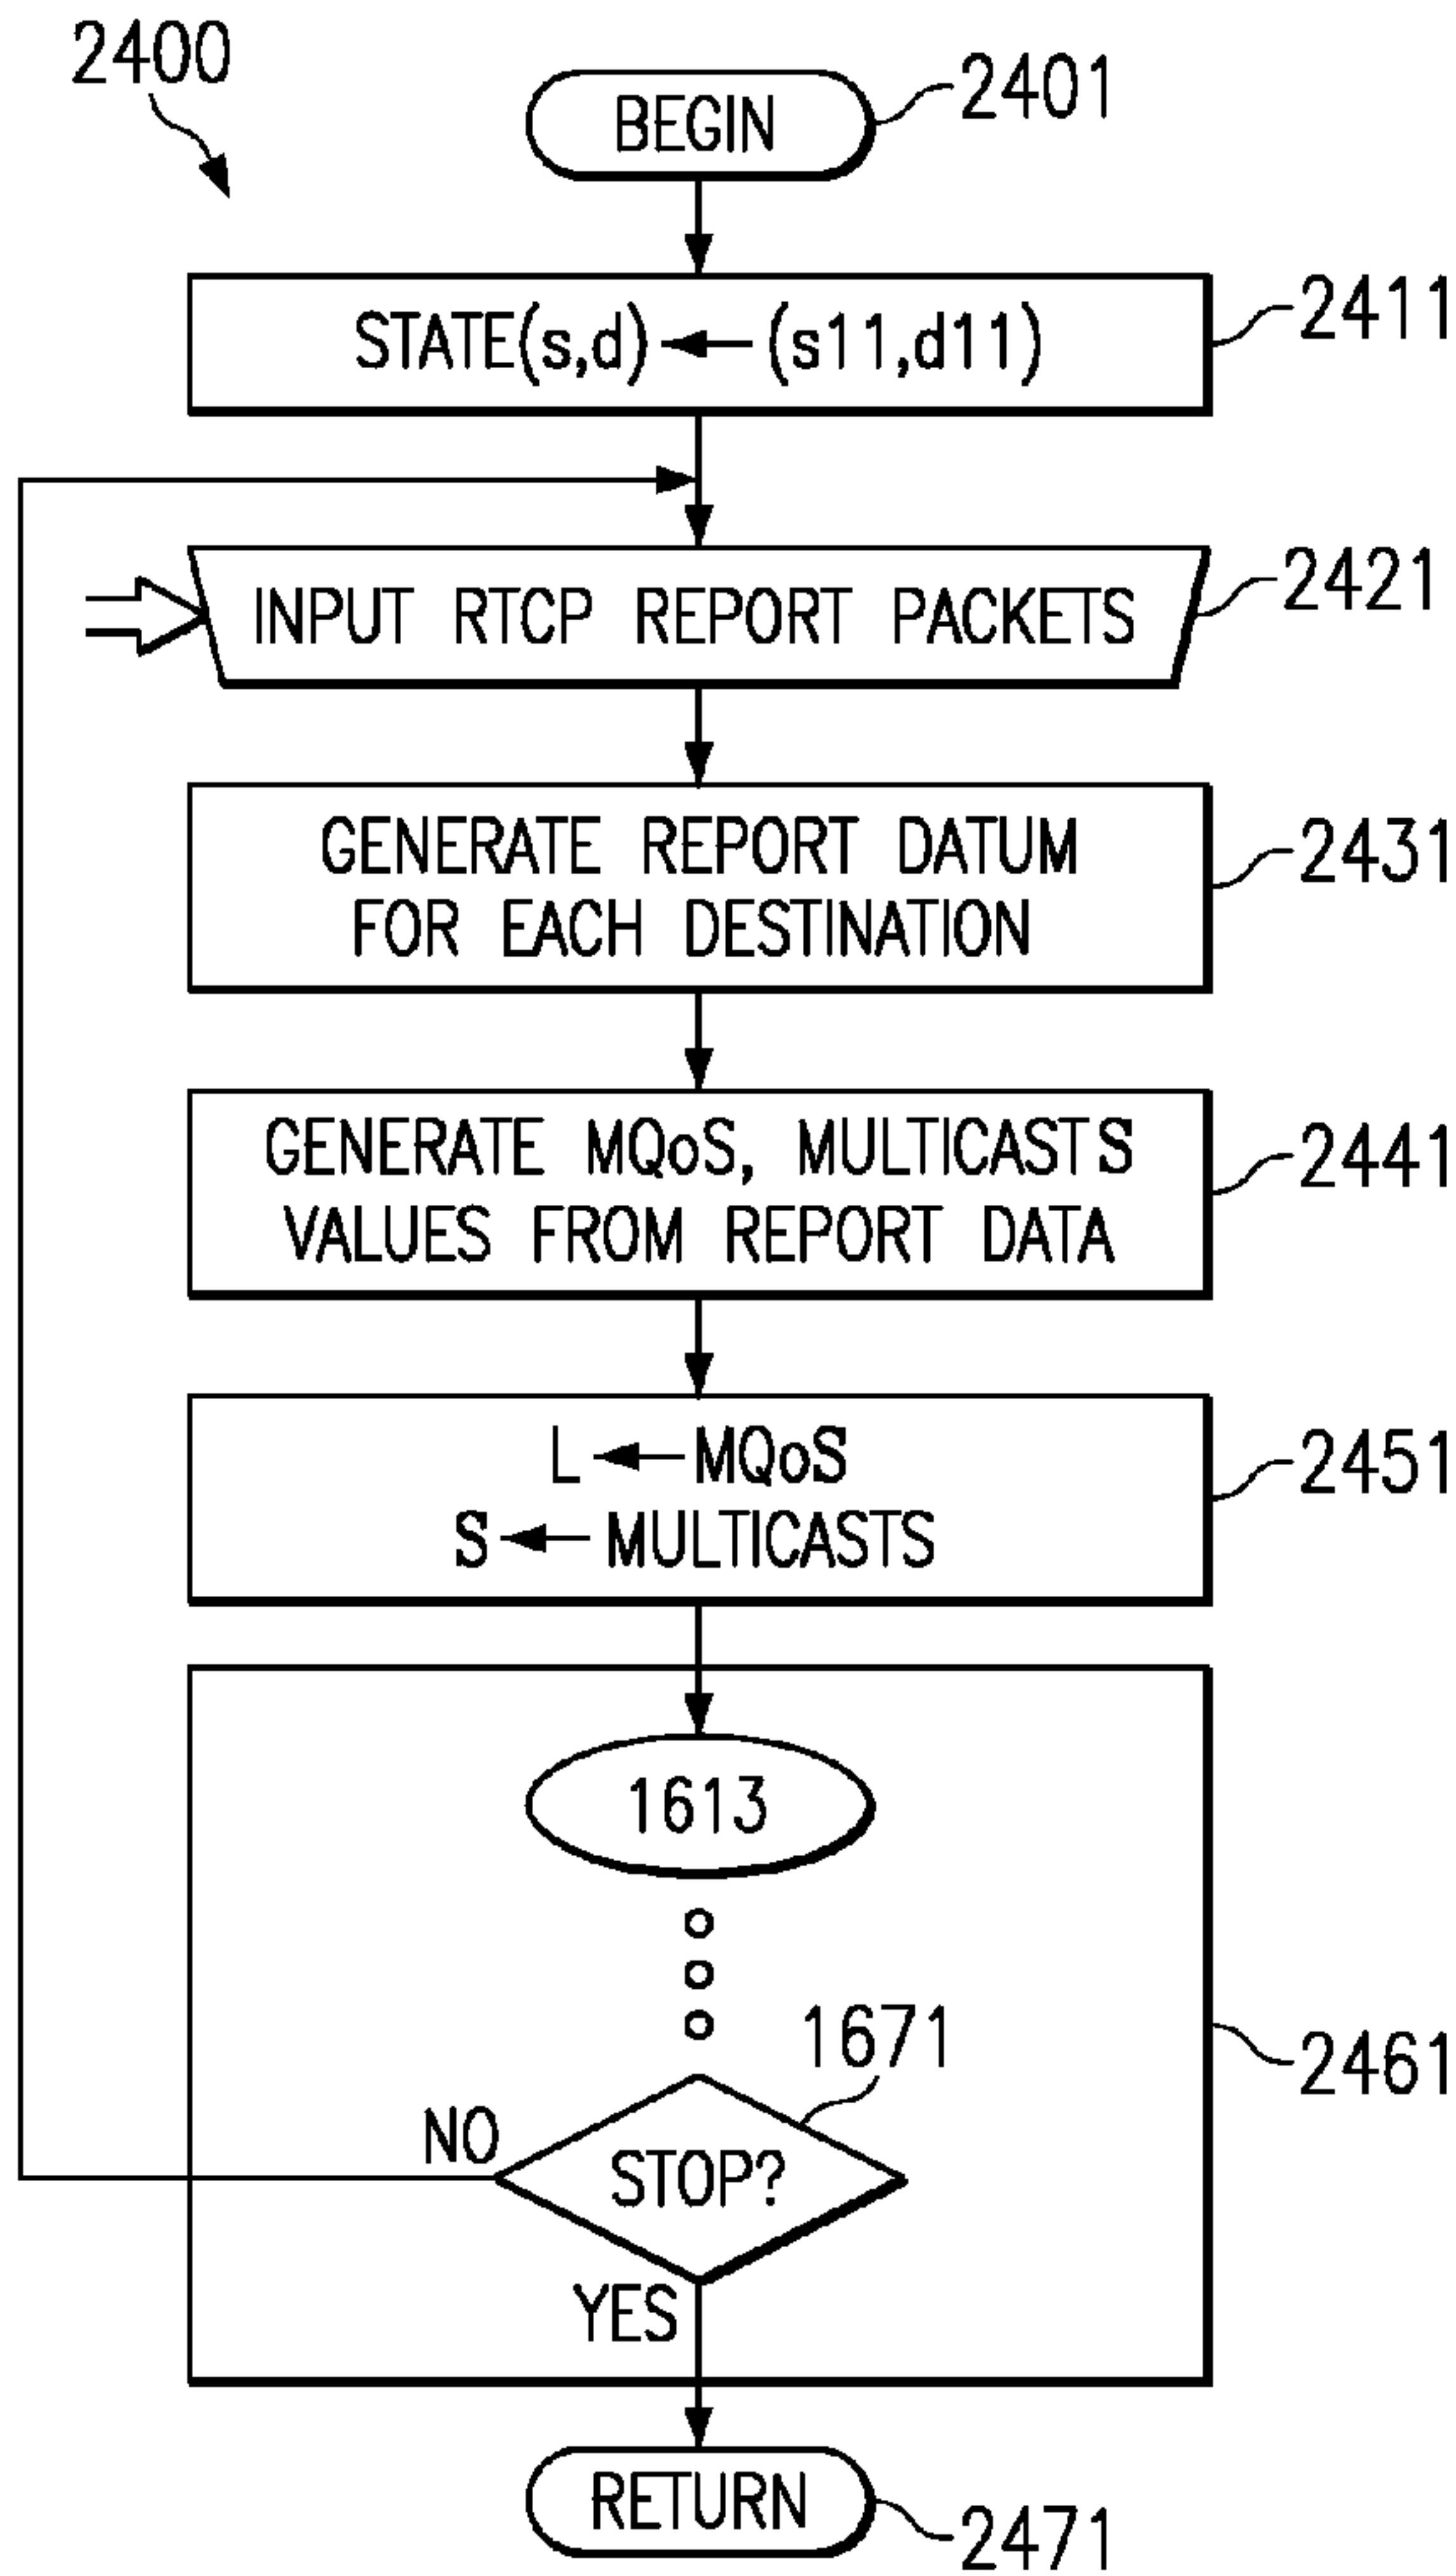 2400
BEGIN
2401
STATE(s,d) ← (s11,d11)
2411
INPUT RTCP REPORT PACKETS
2421
GENERATE REPORT DATUM
FOR EACH DESTINATION
2431
GENERATE MQoS, MULTICASTS
VALUES FROM REPORT DATA
2441
L ← MQoS
S ← MULTICASTS
2451
1613
1671
STOP?
NO
YES
2461
RETURN
2471